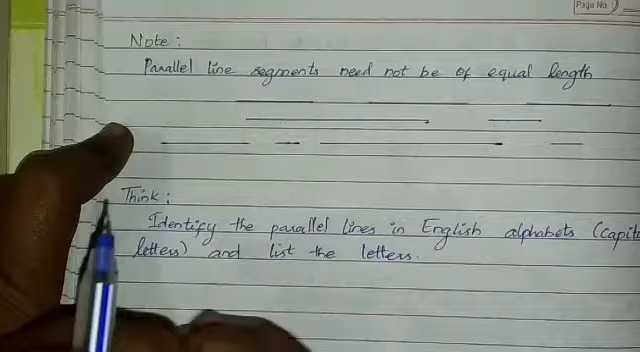 Page No. :
Note :
Parallel line segments need not be of equal length
Think :
Identify the parallel lines in English alphabets (capita
letters) and list the letters.